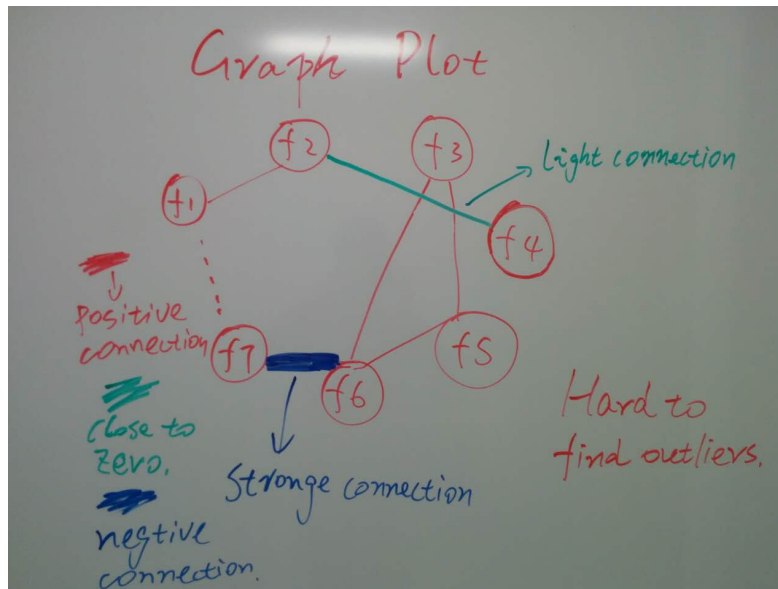 Graph Plot
f2
f3
Light connection
f1
f4
positive
connection
f7
f6
f5
close to
zero.
Stronge connection
Hard to
find outliers.
negtive
connection.